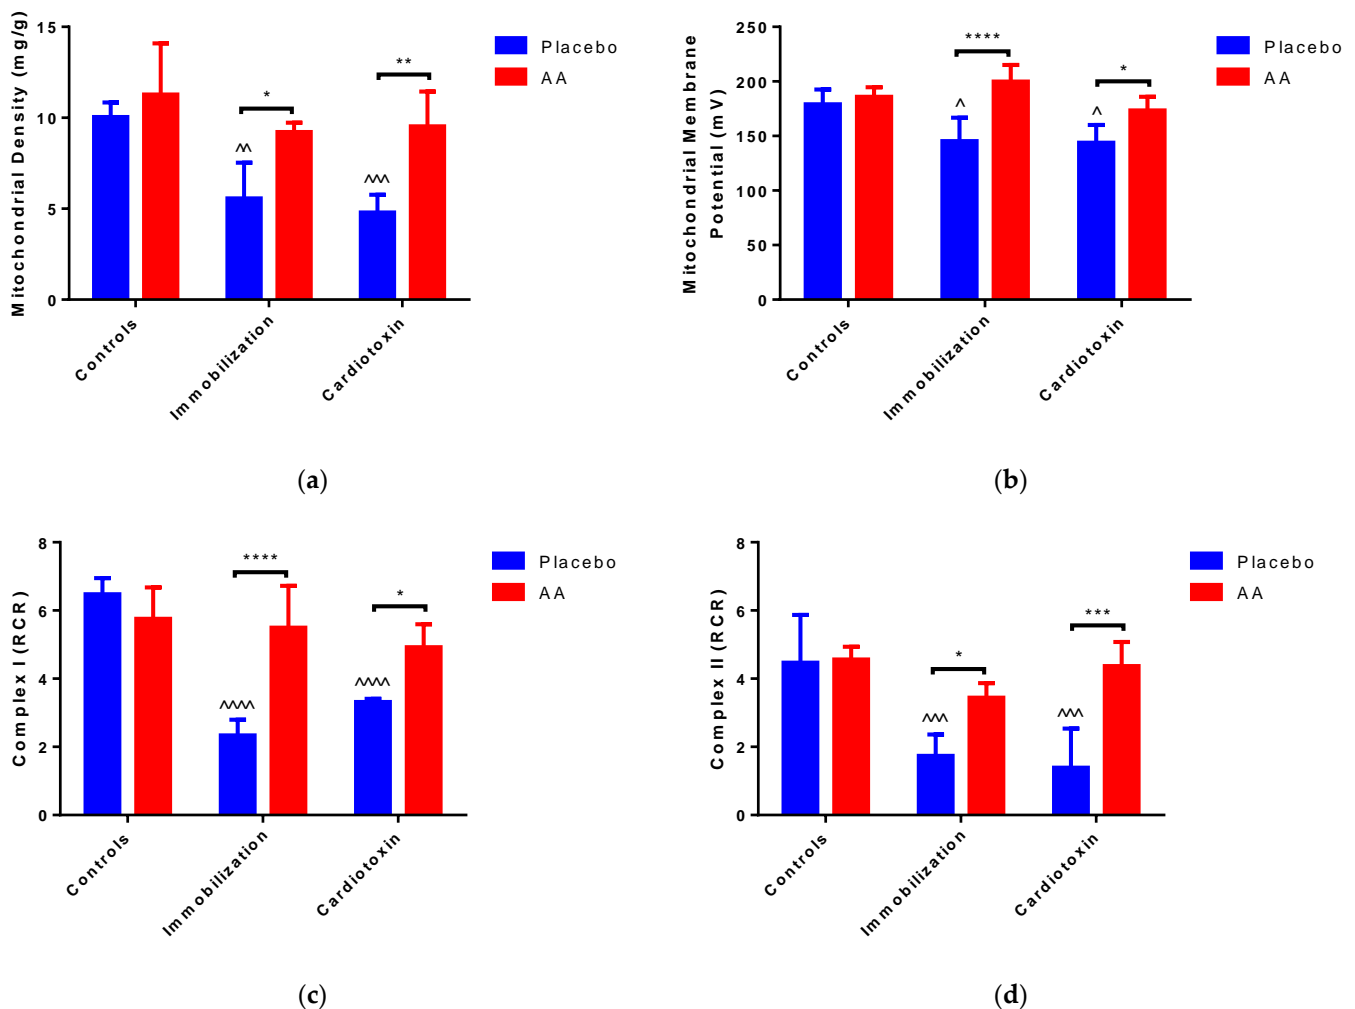 Mitochondrial Density (mg/g)
15
10
5
0
*
**
^^
^^^
Controls
Immobilization
Cardiotoxin
Placebo
AA
(a)
Mitochondrial Membrane
Potential (mV)
250
200
150
100
50
0
****
*
^
^
Controls
Immobilization
Cardiotoxin
Placebo
AA
(b)
Complex I (RCR)
8
6
4
2
0
****
*
^^^^
^^^^
Controls
Immobilization
Cardiotoxin
Placebo
AA
(c)
Complex II (RCR)
8
6
4
2
0
*
***
^^^
^^^
Controls
Immobilization
Cardiotoxin
Placebo
AA
(d)